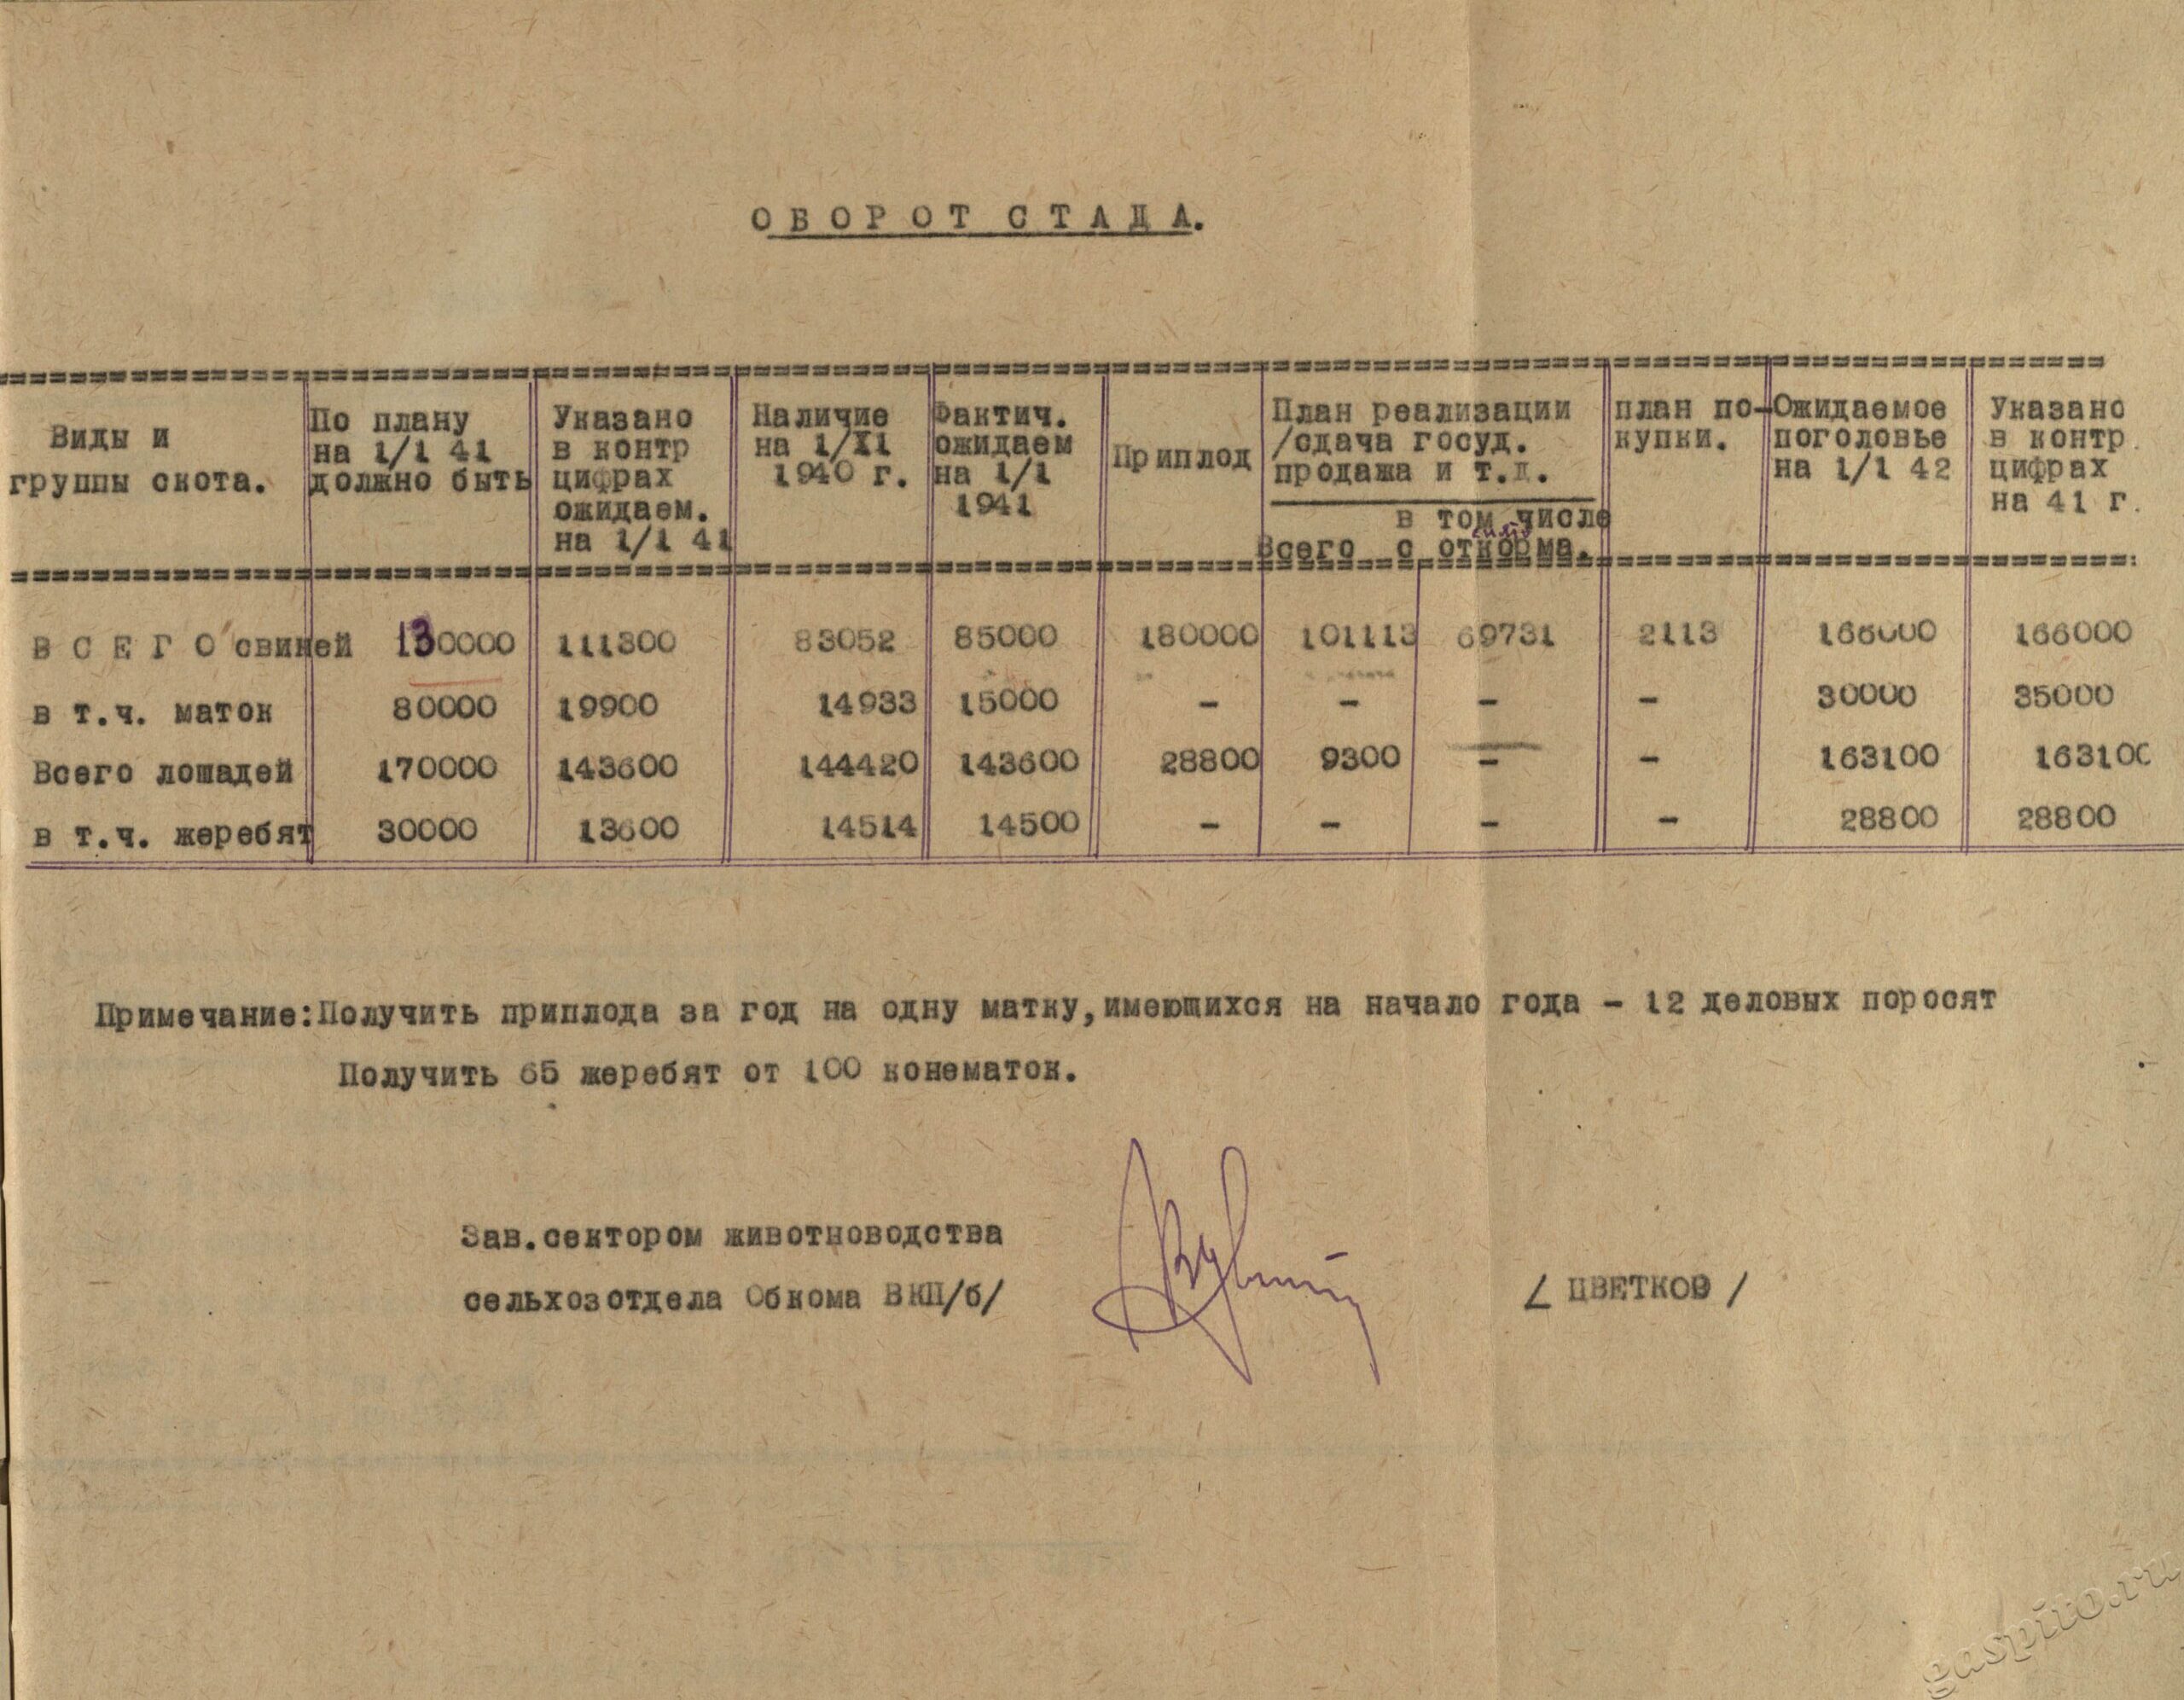 ОБОРОТ СТАДА.
Виды и группы скота. | По плану на 1/1 41 должно быть | Указано в контр цифрах ожидаем. на 1/1 41 | Наличие на 1/XI 1940 г. | Фактич. ожидаем на 1/1 1941 | Приплод | План реализации /сдача госуд. продажа и т.д. Всего | в том числе с откорма. | план по-купки. | Ожидаемое поголовье на 1/1 42 | Указано в контр. цифрах на 41 г.
ВСЕГО свиней 130000 111300 83052 85000 180000 101113 69731 2113 166000 166000
в т.ч. маток 80000 19900 14933 15000 - - - - 30000 35000
Всего лошадей 170000 143600 144420 143600 28800 9300 - - 163100 163100
в т.ч. жеребят 30000 13600 14514 14500 - - - - 28800 28800
Примечание:Получить приплода за год на одну матку,имеющихся на начало года - 12 деловых поросят
Получить 65 жеребят от 100 конематок.
Зав.сектором животноводства
сельхозотдела Обкома ВКП/б/ / ЦВЕТКОВ /
gaspito.ru